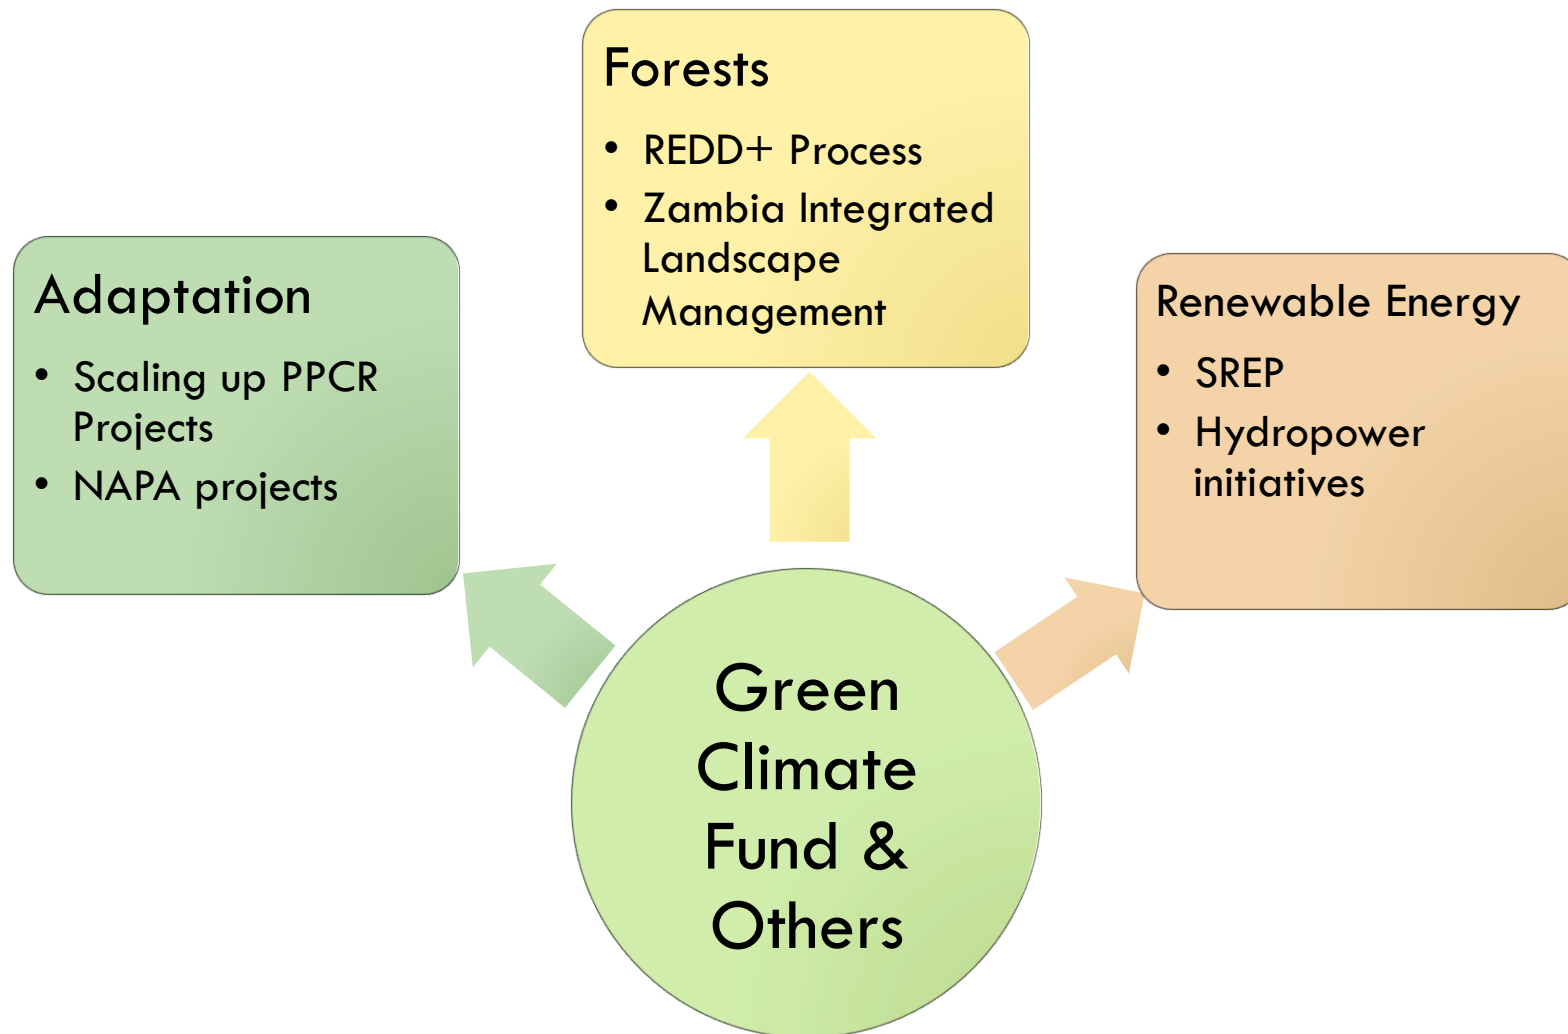 Forests
• REDD+ Process
• Zambia Integrated
Landscape
Management
Adaptation
• Scaling up PPCR
Projects
• NAPA projects
Renewable Energy
• SREP
• Hydropower
initiatives
Green
Climate
Fund &
Others